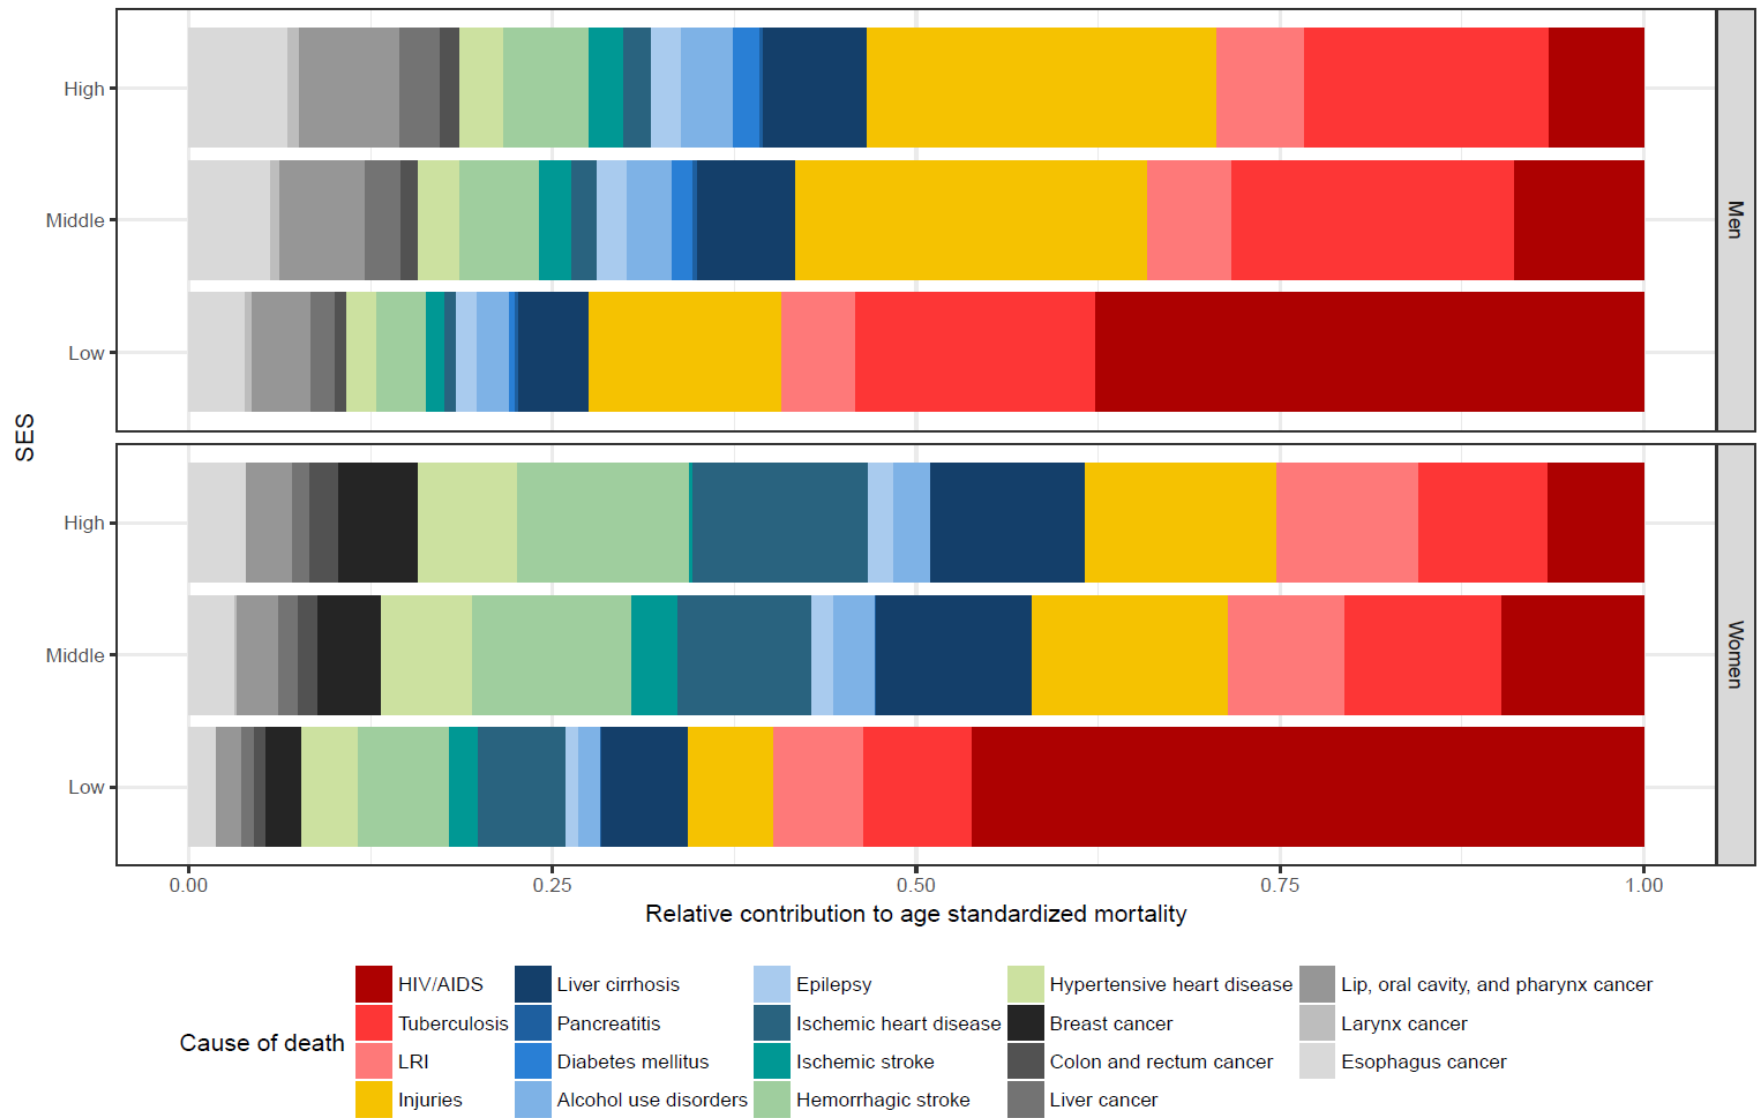 SES
High
Middle
Low
Men
High
Middle
Low
Women
0.00 0.25 0.50 0.75 1.00
Relative contribution to age standardized mortality
Cause of death
HIV/AIDS Liver cirrhosis Epilepsy Hypertensive heart disease Lip, oral cavity, and pharynx cancer
Tuberculosis Pancreatitis Ischemic heart disease Breast cancer Larynx cancer
LRI Diabetes mellitus Ischemic stroke Colon and rectum cancer Esophagus cancer
Injuries Alcohol use disorders Hemorrhagic stroke Liver cancer